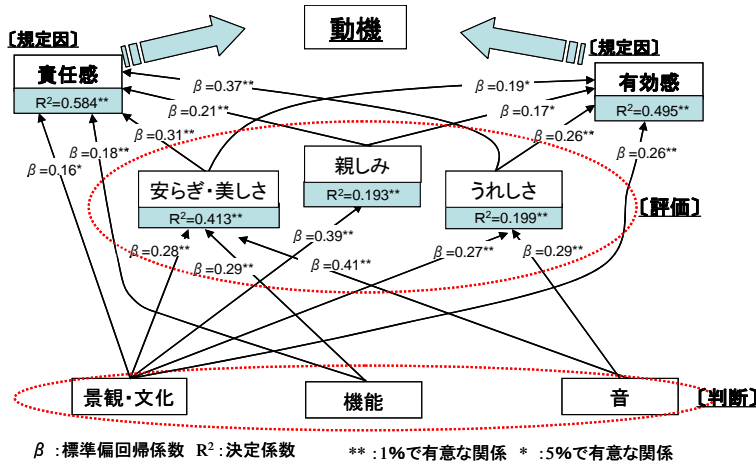 動機
〔規定因〕
〔規定因〕
責任感
R²=0.584**
有効感
R²=0.495**
β=0.37**
β=0.19*
β=0.21**
β=0.17*
β=0.31**
β=0.26**
β=0.16*
β=0.18**
β=0.26**
安らぎ・美しさ
R²=0.413**
親しみ
R²=0.193**
うれしさ
R²=0.199**
〔評価〕
β=0.28**
β=0.29**
β=0.39**
β=0.41**
β=0.27**
β=0.29**
景観・文化
機能
音
〔判断〕
β :標準偏回帰係数 R²:決定係数 ** :1%で有意な関係 * :5%で有意な関係